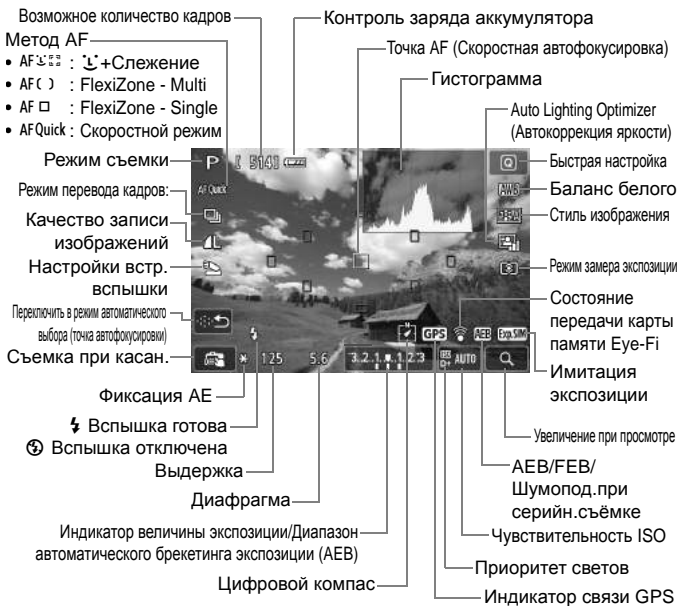 Возможное количество кадров
Контроль заряда аккумулятора
Метод AF
Точка AF (Скоростная автофокусировка)
• AF : +Слежение
Гистограмма
• AF( ) : FlexiZone - Multi
• AF □ : FlexiZone - Single
Auto Lighting Optimizer
(Автокоррекция яркости)
• AFQuick : Скоростной режим
Режим съемки
P [ 514]
Q
Быстрая настройка
AF Quick
AWB
Баланс белого
Режим перевода кадров:
Стиль изображения
Качество записи
изображений
L
Настройки встр.
вспышки
Режим замера экспозиции
Переключить в режим автоматического
выбора (точка автофокусировки)
Состояние
передачи карты
памяти Eye-Fi
N GPS AEB Exp.SIM
Съемка при касан.
* 125 5.6 3..2..1..▪..1..2..3 ISO AUTO
D+
Имитация
экспозиции
Фиксация AE
Вспышка готова
Увеличение при просмотре
Вспышка отключена
Выдержка
AEB/FEB/
Шумопод.при
серийн.съёмке
Диафрагма
Индикатор величины экспозиции/Диапазон
автоматического брекетинга экспозиции (AEB)
Чувствительность ISO
Приоритет светов
Цифровой компас
Индикатор связи GPS